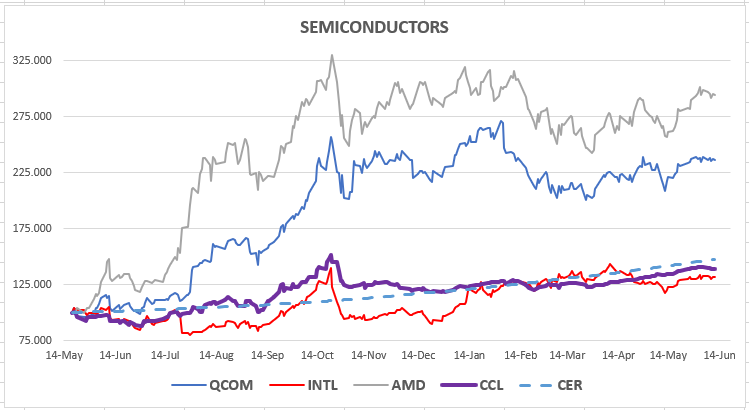 SEMICONDUCTORS
325.000
275.000
225.000
175.000
125.000
75.000
14-May 14-Jun 14-Jul 14-Aug 14-Sep 14-Oct 14-Nov 14-Dec 14-Jan 14-Feb 14-Mar 14-Apr 14-May 14-Jun
QCOM INTL AMD CCL CER